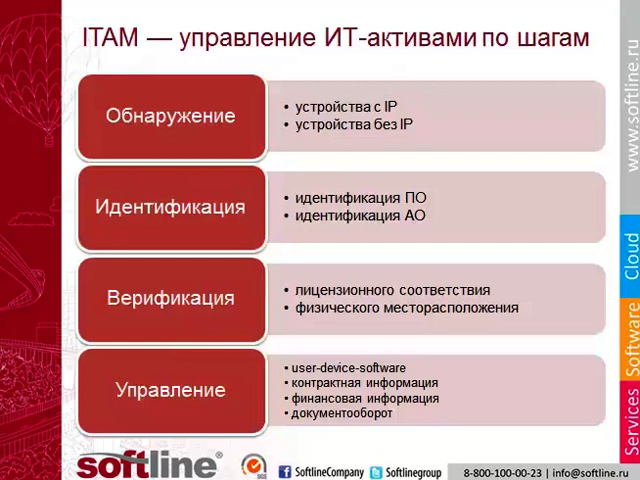 ITAM — управление ИТ-активами по шагам
Обнаружение
• устройства с IP
• устройства без IP
Идентификация
• идентификация ПО
• идентификация АО
Верификация
• лицензионного соответствия
• физического месторасположения
Управление
• user-device-software
• контрактная информация
• финансовая информация
• документооборот
www.softline.ru
Cloud
Software
Services
softline®
SoftlineCompany
Softlinegroup
8-800-100-00-23 | info@softline.ru